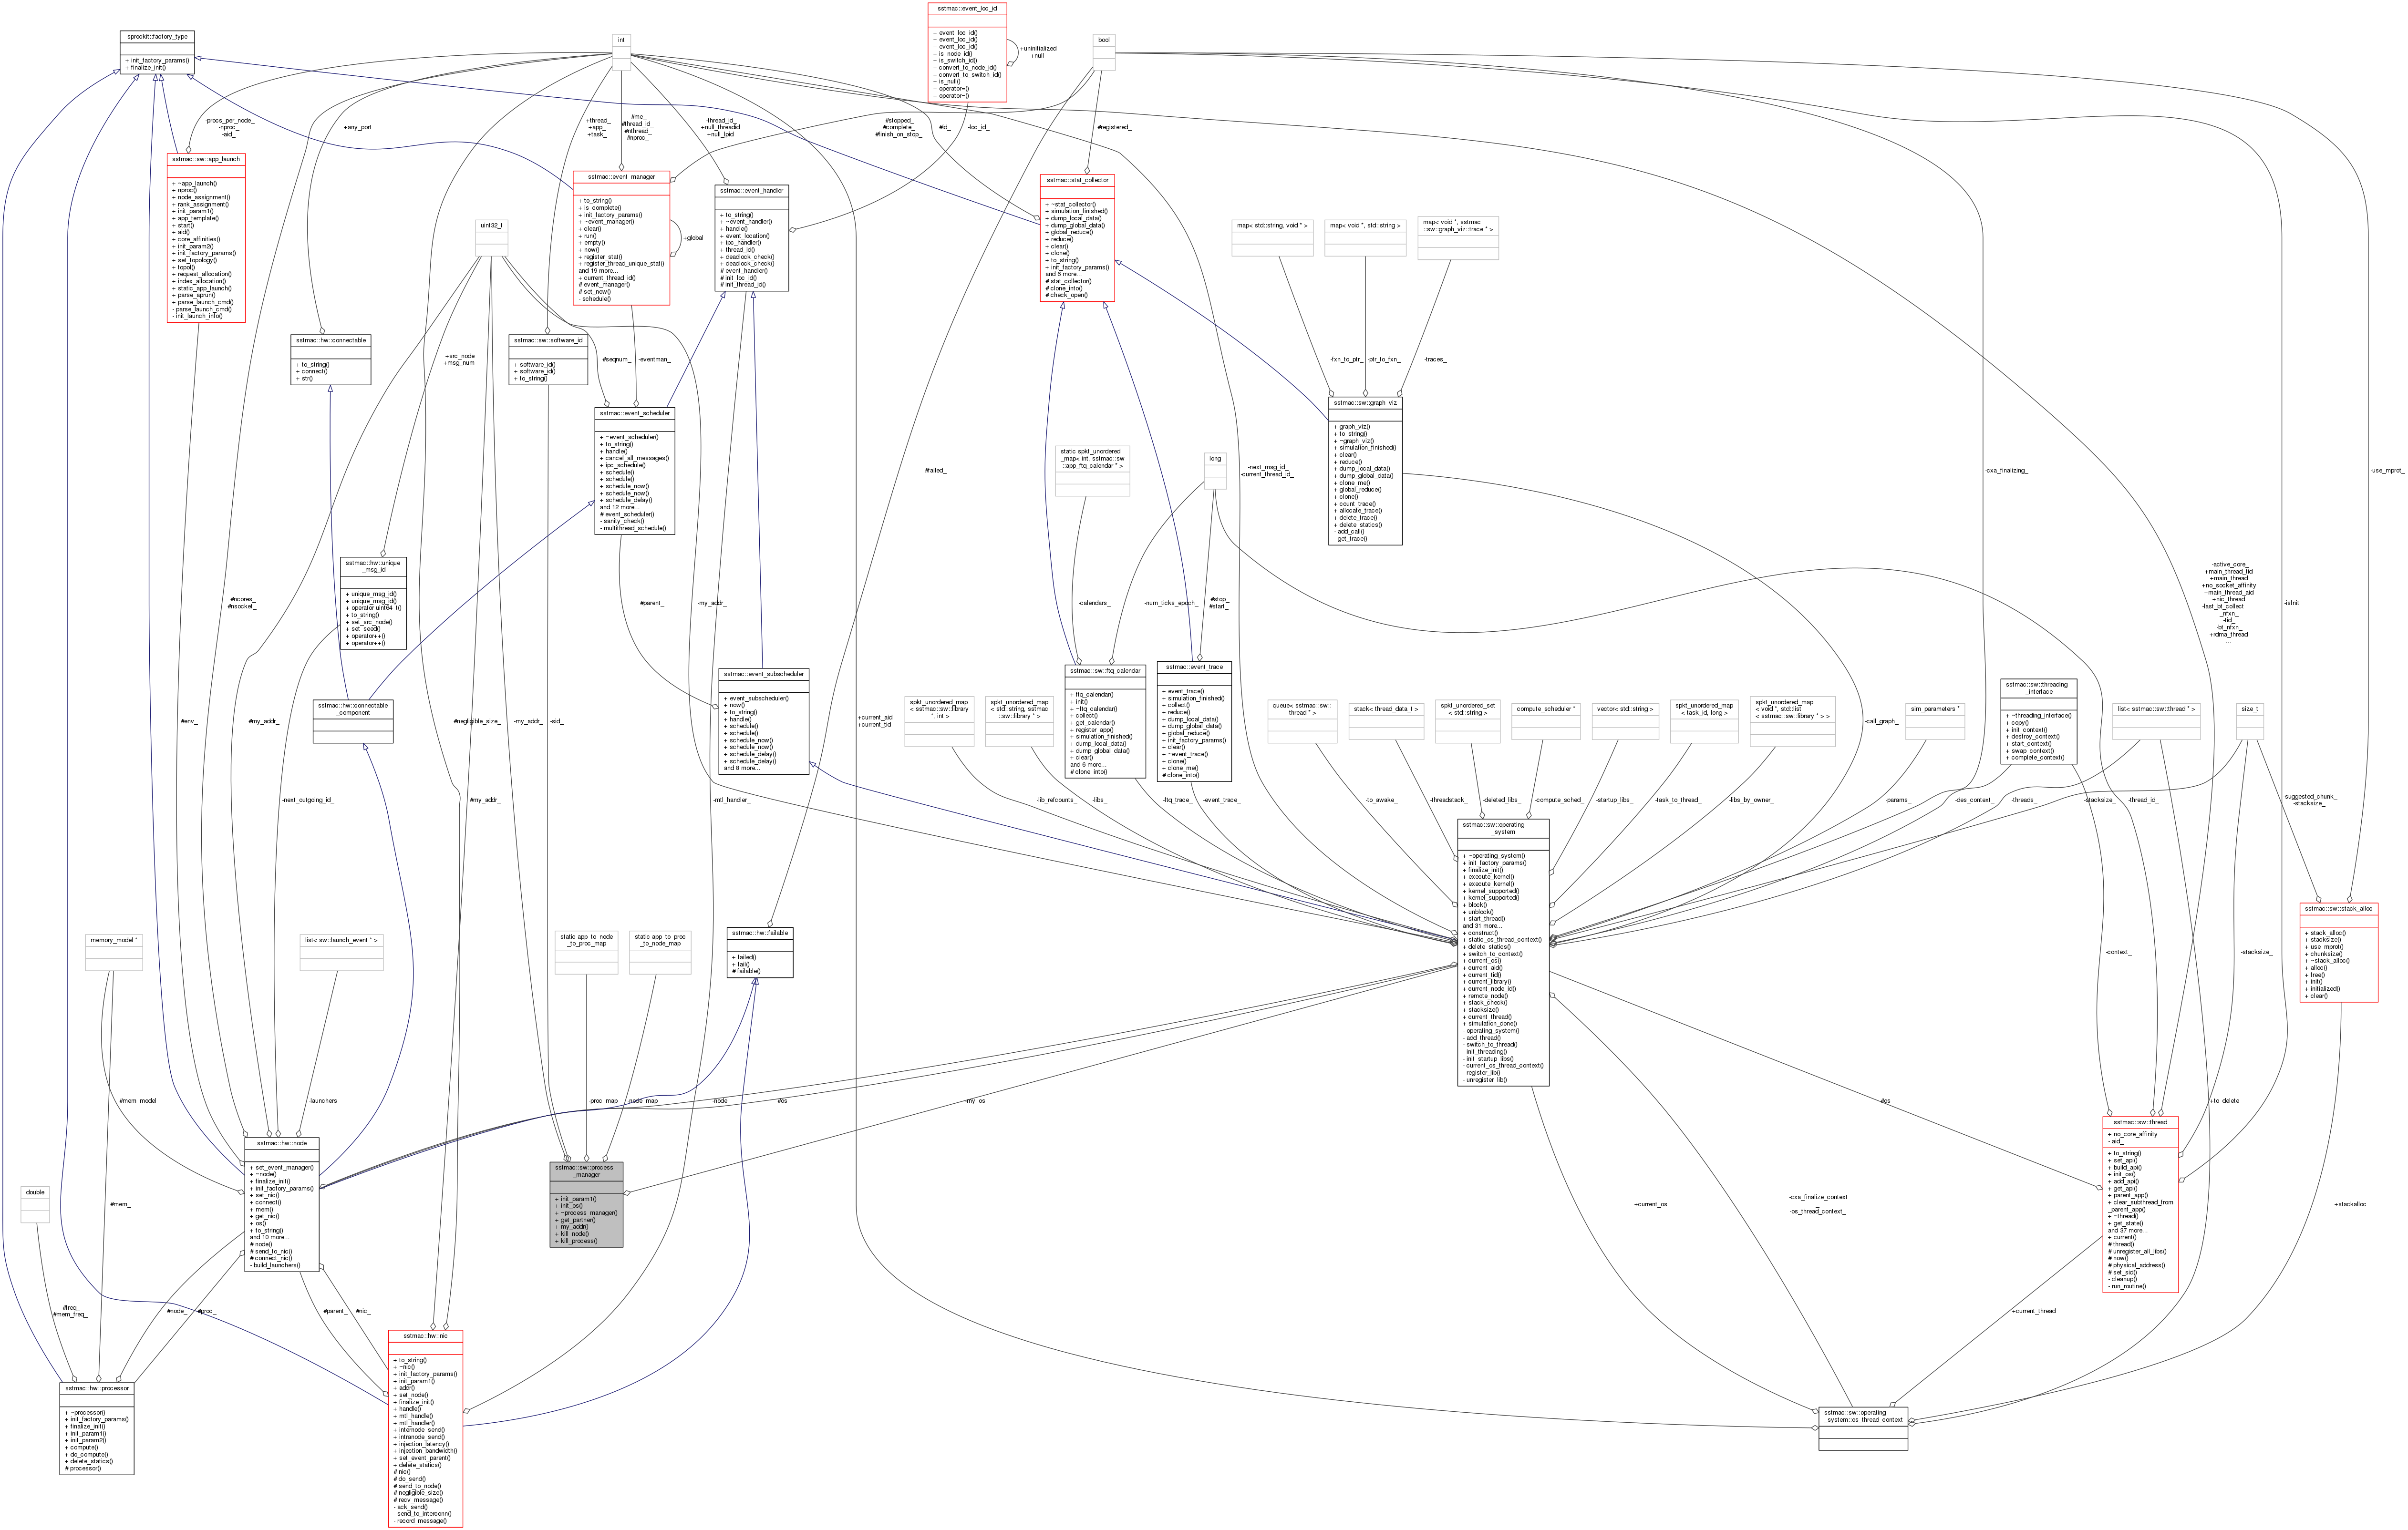 sstmac::event_loc_id
+ event_loc_id()
+ event_loc_id()
+ event_loc_id()
+ is_node_id()
+ is_switch_id()
+ convert_to_node_id()
+ convert_to_switch_id()
+ is_null()
+ operator=()
+ operator=()
+uninitialized
+null
sprockit::factory_type
+ init_factory_params()
+ finalize_init()
int
bool
-procs_per_node_
-nproc_
-aid_
+any_port
+thread_
+app_
+task_
#me_
#thread_id_
#nthread_
#nproc_
-thread_id_
+null_threadid
+null_lpid
#stopped_
#complete_
#finish_on_stop_
#id_
-loc_id_
#registered_
sstmac::sw::app_launch
+ ~app_launch()
+ nproc()
+ node_assignment()
+ rank_assignment()
+ init_param1()
+ app_template()
+ start()
+ aid()
+ core_affinities()
+ init_param2()
+ init_factory_params()
+ set_topology()
+ topol()
+ request_allocation()
+ index_allocation()
+ static_app_launch()
+ parse_aprun()
+ parse_launch_cmd()
- parse_launch_cmd()
- init_launch_info()
sstmac::event_manager
+ to_string()
+ is_complete()
+ init_factory_params()
+ ~event_manager()
+ clear()
+ run()
+ empty()
+ now()
+ register_stat()
+ register_thread_unique_stat()
and 19 more...
+ current_thread_id()
# event_manager()
# set_now()
- schedule()
+global
sstmac::event_handler
+ to_string()
+ ~event_handler()
+ handle()
+ event_location()
+ ipc_handler()
+ thread_id()
+ deadlock_check()
+ deadlock_check()
# event_handler()
# init_loc_id()
# init_thread_id()
sstmac::stat_collector
+ ~stat_collector()
+ simulation_finished()
+ dump_local_data()
+ dump_global_data()
+ global_reduce()
+ reduce()
+ clear()
+ clone()
+ to_string()
+ init_factory_params()
and 6 more...
# stat_collector()
# clone_into()
# check_open()
uint32_t
map< std::string, void * >
map< void *, std::string >
map< void *, sstmac
::sw::graph_viz::trace * >
sstmac::hw::connectable
+ to_string()
+ connect()
+ str()
+src_node
+msg_num
sstmac::sw::software_id
+ software_id()
+ software_id()
+ to_string()
#seqnum_
-eventman_
-fxn_to_ptr_
-ptr_to_fxn_
-traces_
sstmac::event_scheduler
+ ~event_scheduler()
+ to_string()
+ handle()
+ cancel_all_messages()
+ ipc_schedule()
+ schedule()
+ schedule()
+ schedule_now()
+ schedule_now()
+ schedule_delay()
and 12 more...
# event_scheduler()
- sanity_check()
- multithread_schedule()
sstmac::sw::graph_viz
+ graph_viz()
+ to_string()
+ ~graph_viz()
+ simulation_finished()
+ clear()
+ reduce()
+ dump_local_data()
+ dump_global_data()
+ clone_me()
+ global_reduce()
+ clone()
+ count_trace()
+ allocate_trace()
+ delete_trace()
+ delete_statics()
- add_call()
- get_trace()
static spkt_unordered
_map< int, sstmac::sw
::app_ftq_calendar * >
long
#failed_
-next_msg_id_
-current_thread_id_
-cxa_finalizing_
-use_mprot_
sstmac::hw::unique
_msg_id
+ unique_msg_id()
+ unique_msg_id()
+ operator uint64_t()
+ to_string()
+ set_src_node()
+ set_seed()
+ operator++()
+ operator++()
#ncores_
#nsocket_
#parent_
-my_addr_
-calendars_
-num_ticks_epoch_
#stop_
#start_
-active_core_
+main_thread_tid
+main_thread
+no_socket_affinity
+main_thread_aid
+nic_thread
-last_bt_collect
_nfxn_
-tid_
-bt_nfxn_
+rdma_thread
...
-isInit
sstmac::hw::connectable
_component
#env_
#my_addr_
#negligible_size_
-my_addr_
-sid_
sstmac::event_subscheduler
+ event_subscheduler()
+ now()
+ to_string()
+ handle()
+ schedule()
+ schedule()
+ schedule_now()
+ schedule_now()
+ schedule_delay()
+ schedule_delay()
and 8 more...
+current_aid
+current_tid
spkt_unordered_map
< sstmac::sw::library
*, int >
spkt_unordered_map
< std::string, sstmac
::sw::library * >
sstmac::sw::ftq_calendar
+ ftq_calendar()
+ init()
+ ~ftq_calendar()
+ collect()
+ get_calendar()
+ register_app()
+ simulation_finished()
+ dump_local_data()
+ dump_global_data()
+ clear()
and 6 more...
# clone_into()
sstmac::event_trace
+ event_trace()
+ simulation_finished()
+ collect()
+ reduce()
+ dump_local_data()
+ dump_global_data()
+ global_reduce()
+ init_factory_params()
+ clear()
+ ~event_trace()
+ clone()
+ clone_me()
# clone_into()
queue< sstmac::sw::
thread * >
stack< thread_data_t >
spkt_unordered_set
< std::string >
compute_scheduler *
vector< std::string >
spkt_unordered_map
< task_id, long >
spkt_unordered_map
< void *, std::list
< sstmac::sw::library * > >
-call_graph_
sim_parameters *
sstmac::sw::threading
_interface
+ ~threading_interface()
+ copy()
+ init_context()
+ destroy_context()
+ start_context()
+ swap_context()
+ complete_context()
list< sstmac::sw::thread * >
size_t
-next_outgoing_id_
#my_addr_
-mtl_handler_
-lib_refcounts_
-libs_
-ftq_trace_
-event_trace_
-to_awake_
-threadstack_
-deleted_libs_
-compute_sched_
-startup_libs_
-task_to_thread_
-libs_by_owner_
-params_
-des_context_
-threads_
-stacksize_
-thread_id_
-suggested_chunk_
-stacksize_
sstmac::sw::operating
_system
+ ~operating_system()
+ init_factory_params()
+ finalize_init()
+ execute_kernel()
+ execute_kernel()
+ kernel_supported()
+ kernel_supported()
+ block()
+ unblock()
+ start_thread()
and 31 more...
+ construct()
+ static_os_thread_context()
+ delete_statics()
+ switch_to_context()
+ current_os()
+ current_aid()
+ current_tid()
+ current_library()
+ current_node_id()
+ remote_node()
+ stack_check()
+ stacksize()
+ current_thread()
+ simulation_done()
- operating_system()
- add_thread()
- switch_to_thread()
- init_threading()
- init_startup_libs()
- current_os_thread_context()
- register_lib()
- unregister_lib()
memory_model *
list< sw::launch_event * >
static app_to_node
_to_proc_map
static app_to_proc
_to_node_map
sstmac::hw::failable
+ failed()
+ fail()
# failable()
-context_
-stacksize_
sstmac::sw::stack_alloc
+ stack_alloc()
+ stacksize()
+ use_mprot()
+ chunksize()
+ ~stack_alloc()
+ alloc()
+ free()
+ init()
+ initialized()
+ clear()
#mem_model_
-launchers_
-proc_map_
-node_map_
-node_
#os_
-my_os_
#os_
+to_delete
sstmac::hw::node
+ set_event_manager()
+ ~node()
+ finalize_init()
+ init_factory_params()
+ set_nic()
+ connect()
+ mem()
+ get_nic()
+ os()
+ to_string()
and 10 more...
# node()
# send_to_nic()
# connect_nic()
- build_launchers()
sstmac::sw::process
_manager
+ init_param1()
+ init_os()
+ ~process_manager()
+ get_partner()
+ my_addr()
+ kill_node()
+ kill_process()
sstmac::sw::thread
+ no_core_affinity
- aid_
+ to_string()
+ set_api()
+ build_api()
+ init_os()
+ add_api()
+ get_api()
+ parent_app()
+ clear_subthread_from
_parent_app()
+ ~thread()
+ get_state()
and 37 more...
+ current()
# thread()
# unregister_all_libs()
# now()
# physical_address()
# set_sid()
- cleanup()
- run_routine()
double
#mem_
+current_os
-cxa_finalize_context
_
-os_thread_context_
+stackalloc
#freq_
#mem_freq_
#node_
#proc_
#parent_
#nic_
+current_thread
sstmac::hw::processor
+ ~processor()
+ init_factory_params()
+ finalize_init()
+ init_param1()
+ init_param2()
+ compute()
+ do_compute()
+ delete_statics()
# processor()
sstmac::hw::nic
+ to_string()
+ ~nic()
+ init_factory_params()
+ init_param1()
+ addr()
+ set_node()
+ finalize_init()
+ handle()
+ mtl_handle()
+ mtl_handler()
+ internode_send()
+ intranode_send()
+ injection_latency()
+ injection_bandwidth()
+ set_event_parent()
+ delete_statics()
# nic()
# do_send()
# send_to_node()
# negligible_size()
# recv_message()
- ack_send()
- send_to_interconn()
- record_message()
sstmac::sw::operating
_system::os_thread_context